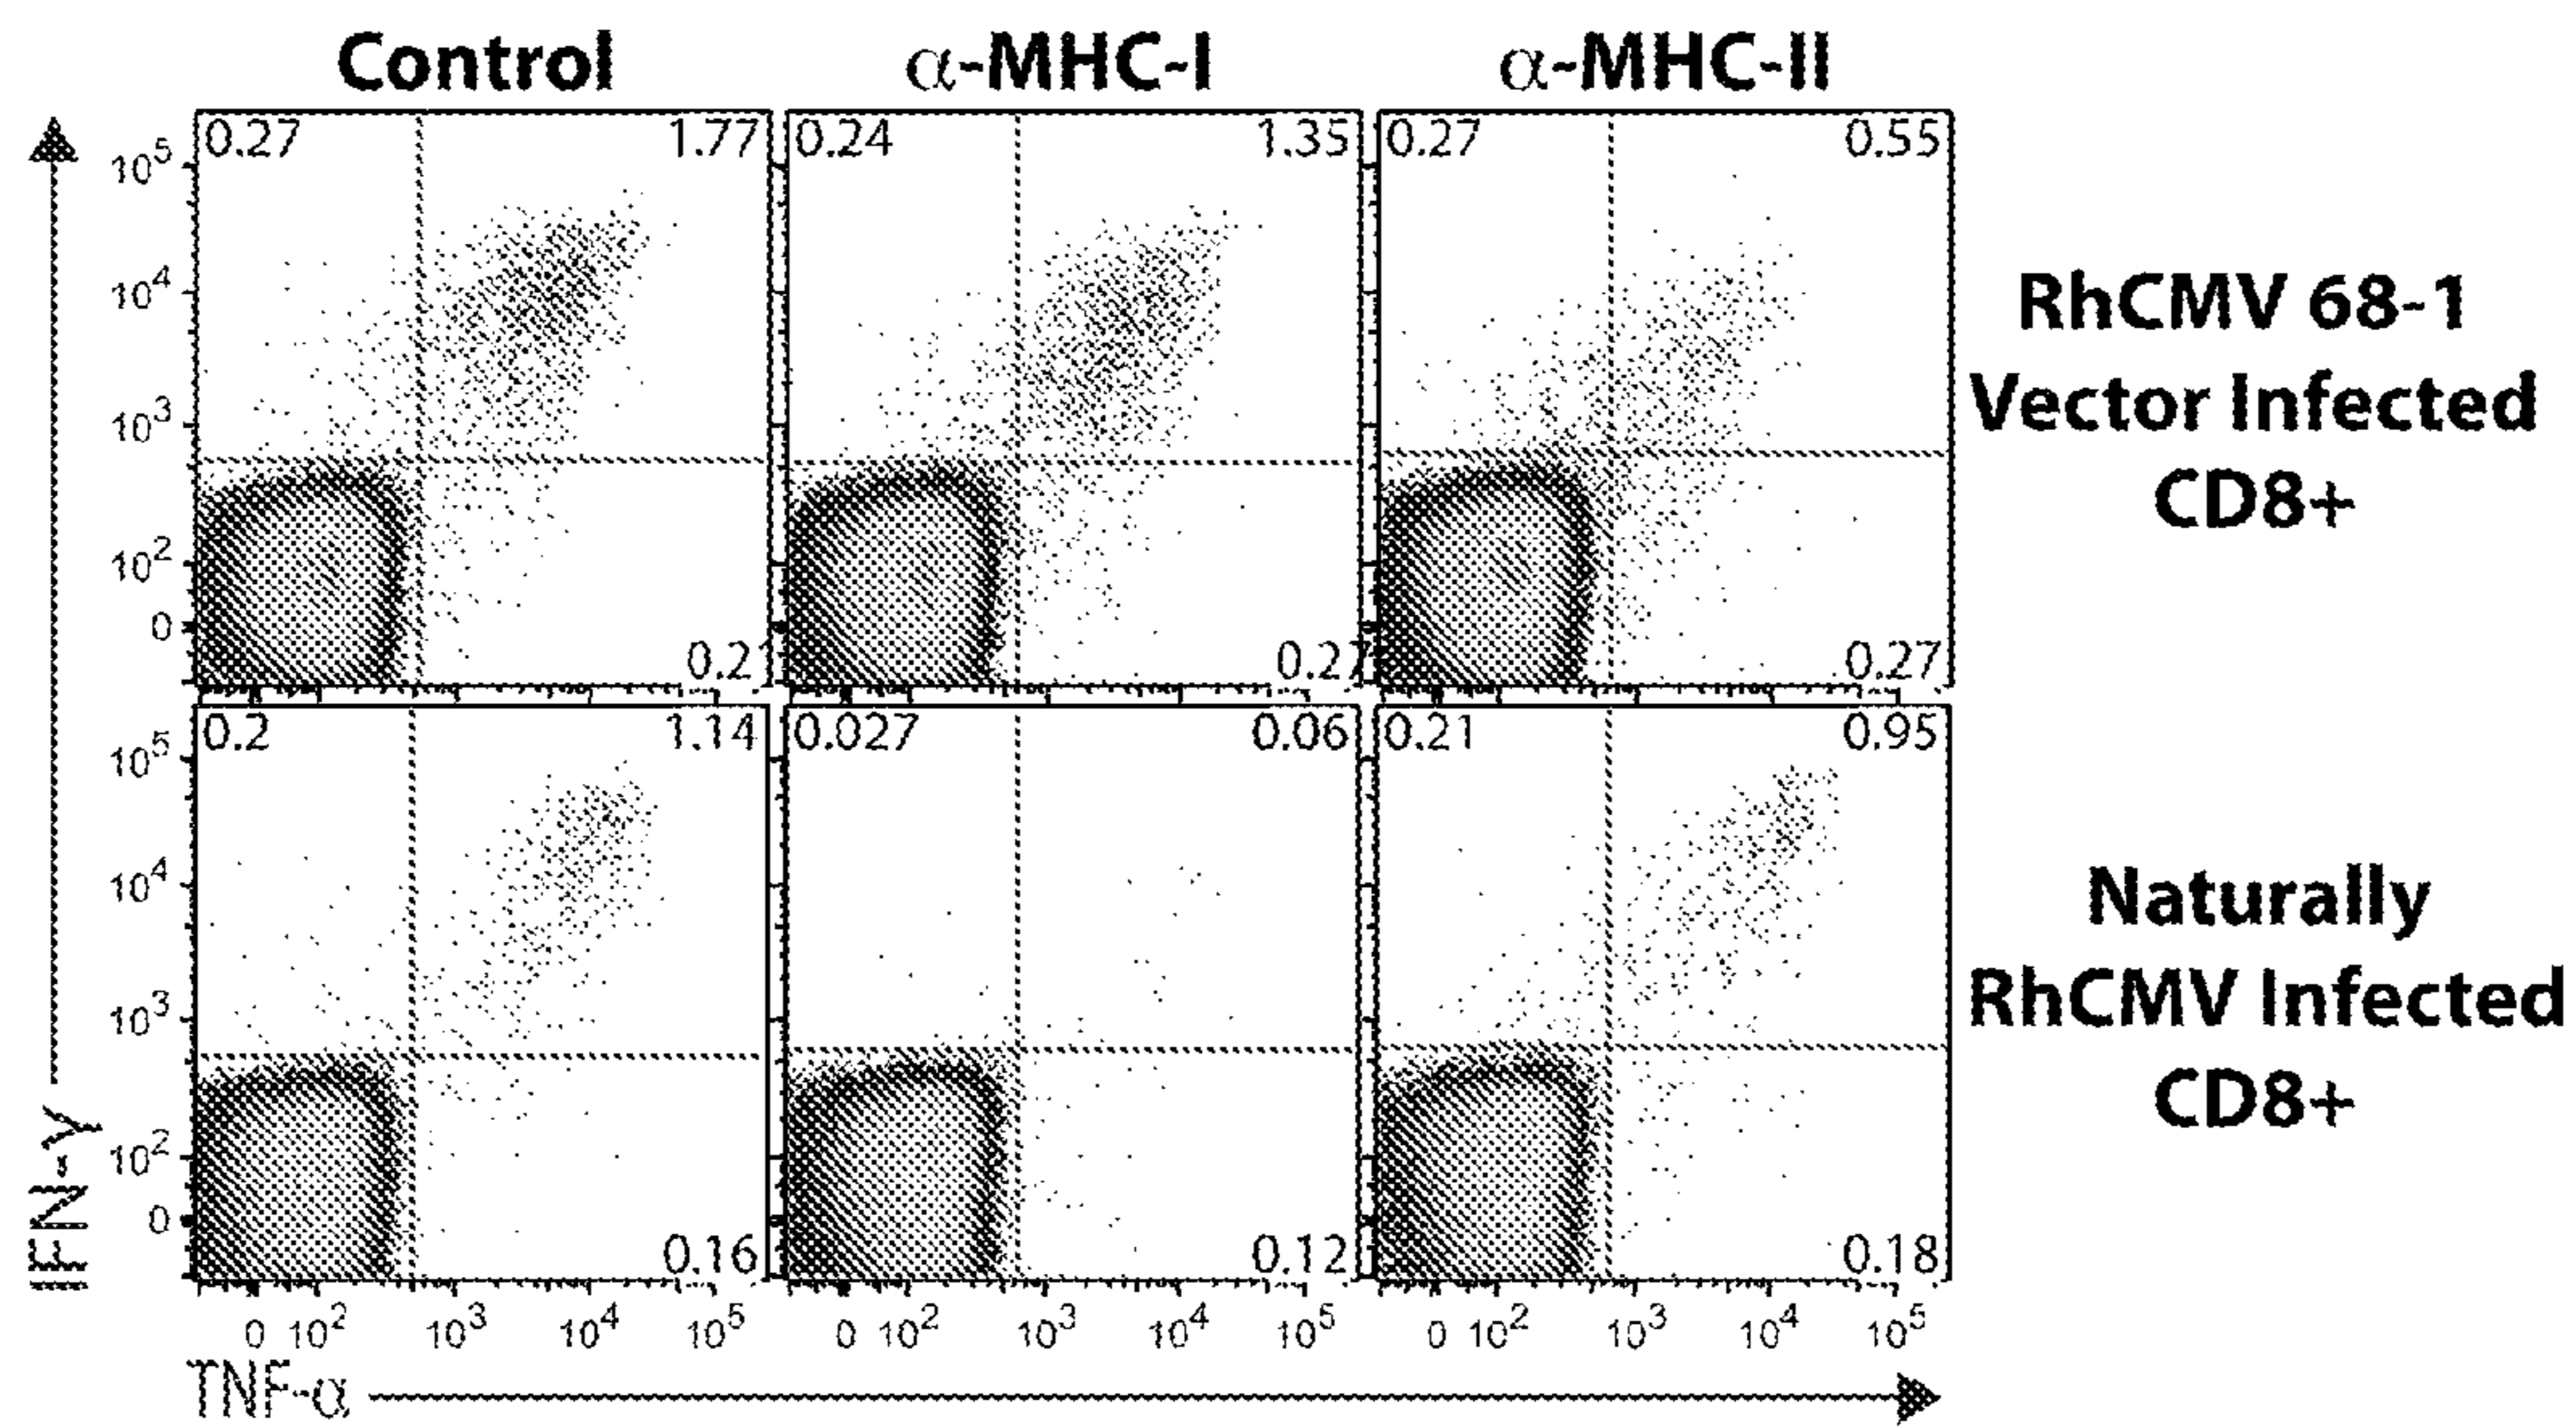 Control α-MHC-I α-MHC-II
0.27 1.77 0.24 1.35 0.27 0.55
10⁵
10⁴
10³
10²
0
0.21 0.27 0.27
RhCMV 68-1
Vector Infected
CD8+
0.2 1.14 0.027 0.06 0.21 0.95
10⁵
10⁴
10³
10²
0
0.16 0.12 0.18
Naturally
RhCMV Infected
CD8+
IFN-γ
0 10² 10³ 10⁴ 10⁵ 0 10² 10³ 10⁴ 10⁵ 0 10² 10³ 10⁴ 10⁵
TNF-α